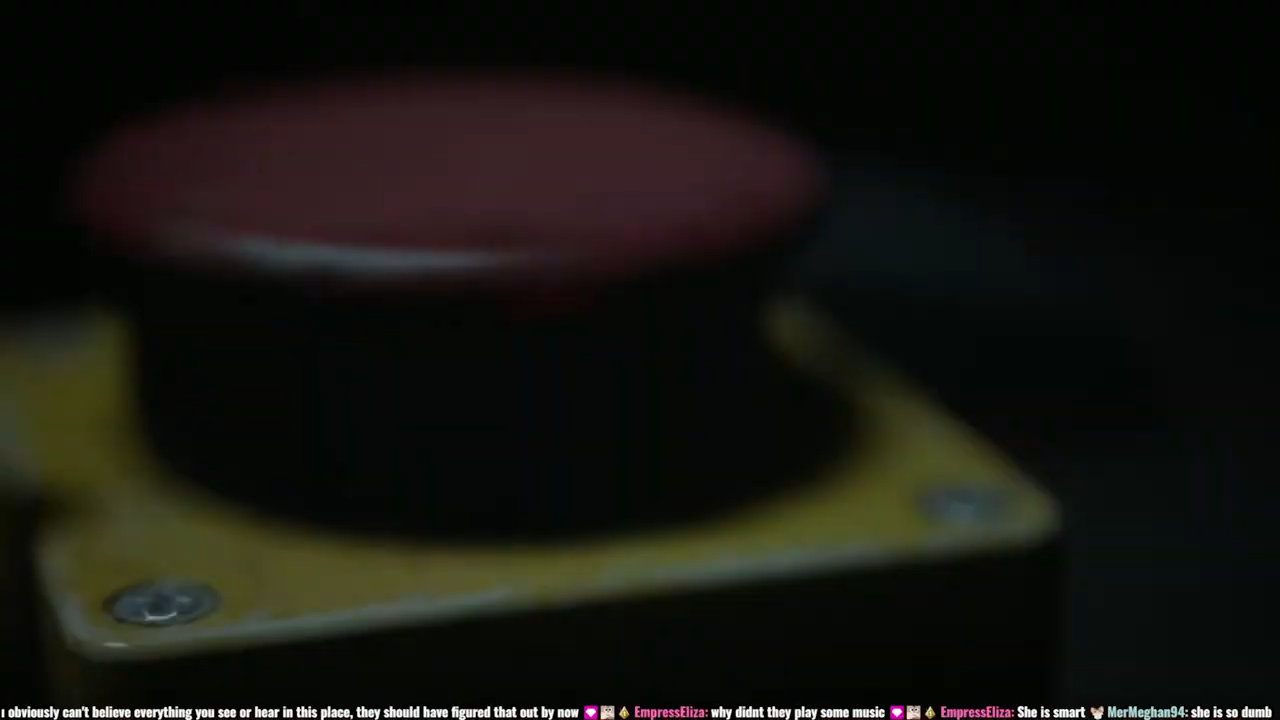 obviously can't believe everything you see or hear in this place, they should have figured that out by now EmpressEliza: why didnt they play some music EmpressEliza: She is smart MerMeghan94: she is so dumb